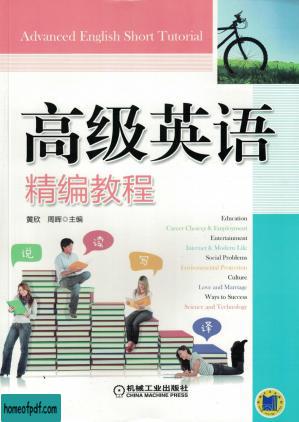 Advanced English Short Tutorial
高级英语
精编教程
黄欣 周晖◎主编
Education
Career Choices & Employment
Entertainment
Internet & Modern Life
Social Problems
Environmental Protection
Culture
Love and Marriage
Ways to Success
Science and Technology
说
读
写
译
机械工业出版社
CHINA MACHINE PRESS
homeofpdf.com